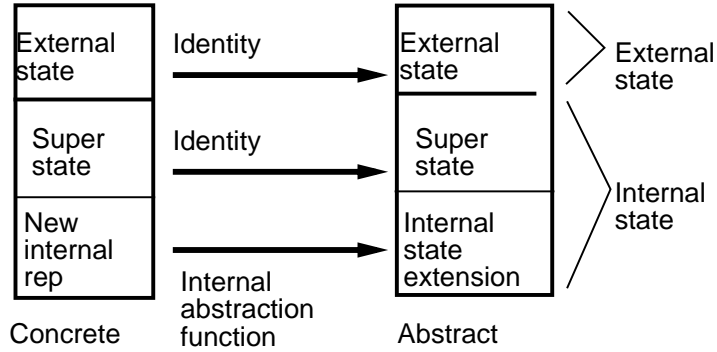 External
state
Identity
External
state
External
state
Super
state
Identity
Super
state
Internal
state
New
internal
rep
Internal
abstraction
function
Internal
state
extension
Concrete
Abstract